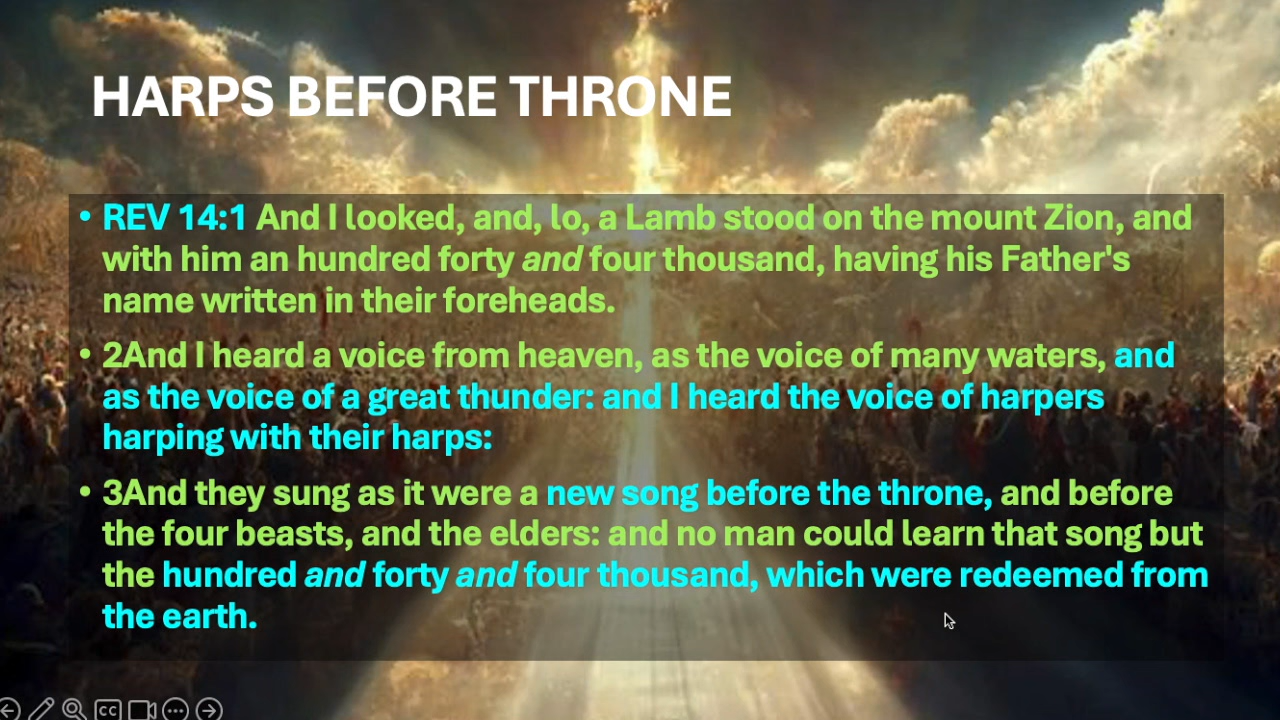 HARPS BEFORE THRONE
• REV 14:1 And I looked, and, lo, a Lamb stood on the mount Zion, and
with him an hundred forty and four thousand, having his Father's
name written in their foreheads.
• 2And I heard a voice from heaven, as the voice of many waters, and
as the voice of a great thunder: and I heard the voice of harpers
harping with their harps:
• 3And they sung as it were a new song before the throne, and before
the four beasts, and the elders: and no man could learn that song but
the hundred and forty and four thousand, which were redeemed from
the earth.
CC